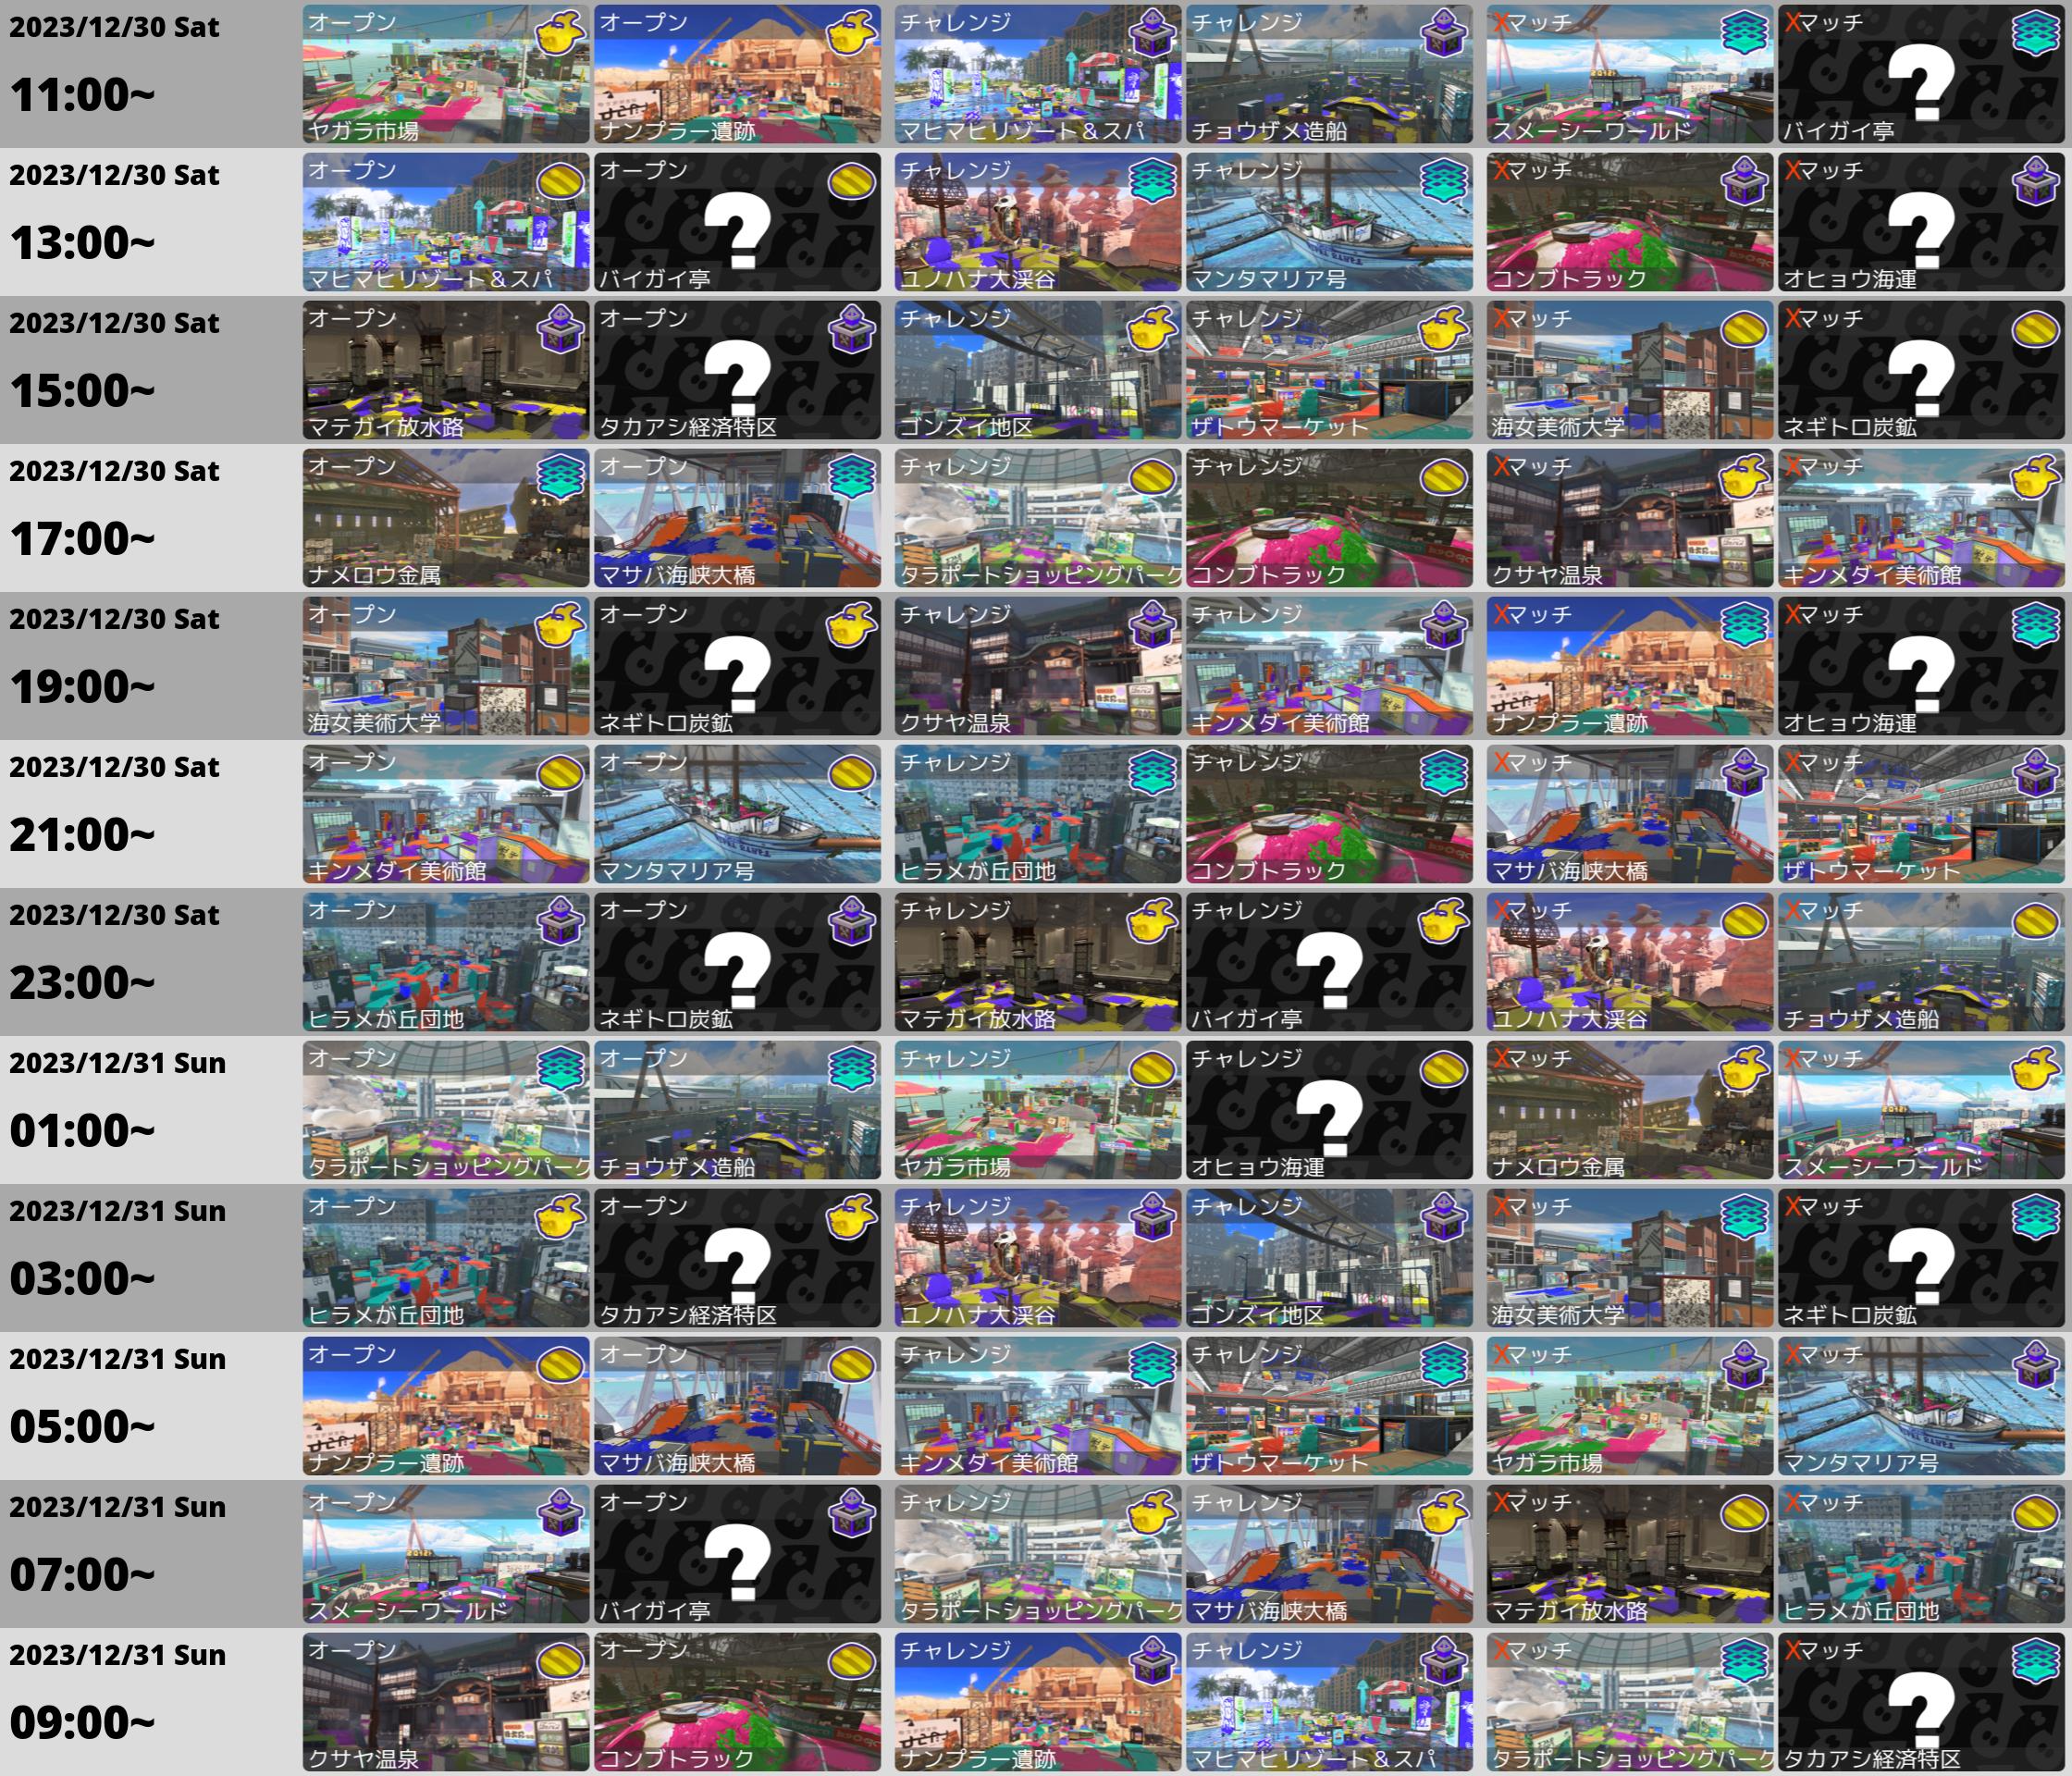 2023/12/30 Sat
11:00~
オープン
ヤガラ市場
オープン
ナンプラー遺跡
チャレンジ
マヒマヒリゾート＆スパ
チャレンジ
チョウザメ造船
Xマッチ
スメーシーワールド
Xマッチ
バイガイ亭
2023/12/30 Sat
13:00~
オープン
マヒマヒリゾート＆スパ
オープン
バイガイ亭
チャレンジ
ユノハナ大渓谷
チャレンジ
マンタマリア号
Xマッチ
コンブトラック
Xマッチ
オヒョウ海運
2023/12/30 Sat
15:00~
オープン
マテガイ放水路
オープン
タカアシ経済特区
チャレンジ
ゴンズイ地区
チャレンジ
ザトウマーケット
Xマッチ
海女美術大学
Xマッチ
ネギトロ炭鉱
2023/12/30 Sat
17:00~
オープン
ナメロウ金属
オープン
マサバ海峡大橋
チャレンジ
タラポートショッピングパーク
チャレンジ
コンブトラック
Xマッチ
クサヤ温泉
Xマッチ
キンメダイ美術館
2023/12/30 Sat
19:00~
オープン
海女美術大学
オープン
ネギトロ炭鉱
チャレンジ
クサヤ温泉
チャレンジ
キンメダイ美術館
Xマッチ
ナンプラー遺跡
Xマッチ
オヒョウ海運
2023/12/30 Sat
21:00~
オープン
キンメダイ美術館
オープン
マンタマリア号
チャレンジ
ヒラメが丘団地
チャレンジ
コンブトラック
Xマッチ
マサバ海峡大橋
Xマッチ
ザトウマーケット
2023/12/30 Sat
23:00~
オープン
ヒラメが丘団地
オープン
ネギトロ炭鉱
チャレンジ
マテガイ放水路
チャレンジ
バイガイ亭
Xマッチ
ユノハナ大渓谷
Xマッチ
チョウザメ造船
2023/12/31 Sun
01:00~
オープン
タラポートショッピングパーク
オープン
チョウザメ造船
チャレンジ
ヤガラ市場
チャレンジ
オヒョウ海運
Xマッチ
ナメロウ金属
Xマッチ
スメーシーワールド
2023/12/31 Sun
03:00~
オープン
ヒラメが丘団地
オープン
タカアシ経済特区
チャレンジ
ユノハナ大渓谷
チャレンジ
ゴンズイ地区
Xマッチ
海女美術大学
Xマッチ
ネギトロ炭鉱
2023/12/31 Sun
05:00~
オープン
ナンプラー遺跡
オープン
マサバ海峡大橋
チャレンジ
キンメダイ美術館
チャレンジ
ザトウマーケット
Xマッチ
ヤガラ市場
Xマッチ
マンタマリア号
2023/12/31 Sun
07:00~
オープン
スメーシーワールド
オープン
バイガイ亭
チャレンジ
タラポートショッピングパーク
チャレンジ
マサバ海峡大橋
Xマッチ
マテガイ放水路
Xマッチ
ヒラメが丘団地
2023/12/31 Sun
09:00~
オープン
クサヤ温泉
オープン
コンブトラック
チャレンジ
ナンプラー遺跡
チャレンジ
マヒマヒリゾート＆スパ
Xマッチ
タラポートショッピングパーク
Xマッチ
タカアシ経済特区